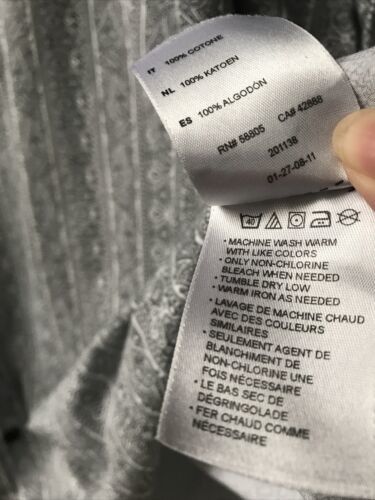 IT 100% COTONE
NL 100% KATOEN
ES 100% ALGODÓN
RN# 58805 CA# 42888
201138
01-27-08-11
40
• MACHINE WASH WARM
WITH LIKE COLORS
• ONLY NON-CHLORINE
BLEACH WHEN NEEDED
• TUMBLE DRY LOW
• WARM IRON AS NEEDED
• LAVAGE DE MACHINE CHAUD
AVEC DES COULEURS
SIMILAIRES
• SEULEMENT AGENT DE
BLANCHIMENT DE
NON-CHLORINE UNE
FOIS NÉCESSAIRE
• LE BAS SEC DE
DÉGRINGOLADE
• FER CHAUD COMME
NÉCESSAIRE